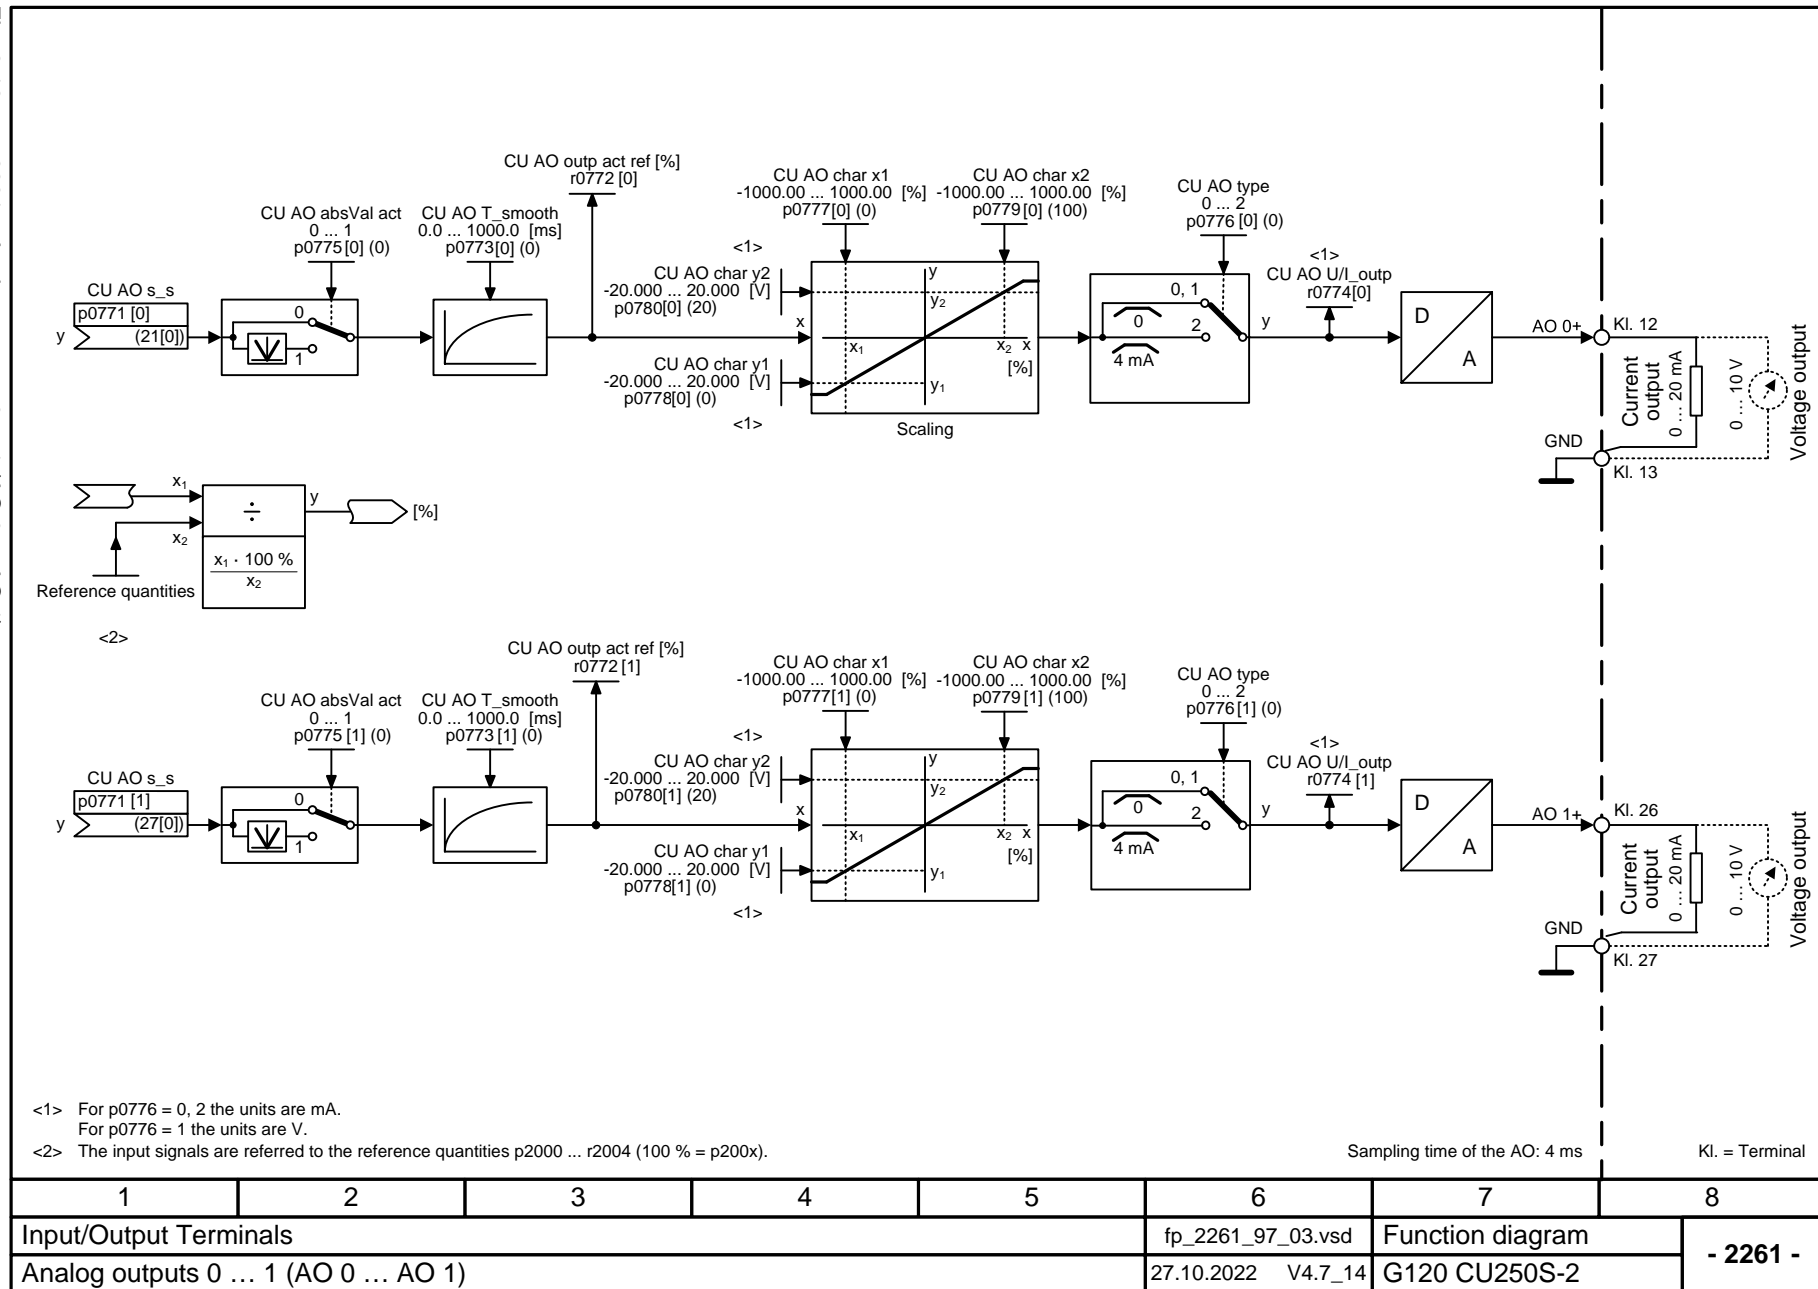 CU AO outp act ref [%]
r0772 [0]
CU AO char x1
-1000.00 ... 1000.00 [%]
p0777[0] (0)
CU AO char x2
-1000.00 ... 1000.00 [%]
p0779[0] (100)
CU AO type
0 ... 2
p0776 [0] (0)
CU AO absVal act
0 ... 1
p0775[0] (0)
CU AO T_smooth
0.0 ... 1000.0 [ms]
p0773[0] (0)
<1>
CU AO char y2
-20.000 ... 20.000 [V]
p0780[0] (20)
<1>
CU AO U/I_outp
r0774[0]
CU AO s_s
p0771 [0]
(21[0])
y
0
1
x
y
y₂
x₁
x₂ x
[%]
y₁
0, 1
0
2
4 mA
y
D
A
AO 0+
Kl. 12
CU AO char y1
-20.000 ... 20.000 [V]
p0778[0] (0)
<1>
Scaling
Current output
0 ... 20 mA
0 ... 10 V
Voltage output
GND
Kl. 13
x₁
÷
y
[%]
x₂
x₁ · 100 %
x₂
Reference quantities
<2>
CU AO outp act ref [%]
r0772 [1]
CU AO char x1
-1000.00 ... 1000.00 [%]
p0777[1] (0)
CU AO char x2
-1000.00 ... 1000.00 [%]
p0779[1] (100)
CU AO type
0 ... 2
p0776[1] (0)
CU AO absVal act
0 ... 1
p0775 [1] (0)
CU AO T_smooth
0.0 ... 1000.0 [ms]
p0773 [1] (0)
<1>
CU AO char y2
-20.000 ... 20.000 [V]
p0780[1] (20)
<1>
CU AO U/I_outp
r0774 [1]
CU AO s_s
p0771 [1]
(27[0])
y
0
1
x
y
y₂
x₁
x₂ x
[%]
y₁
0, 1
0
2
4 mA
y
D
A
AO 1+
Kl. 26
CU AO char y1
-20.000 ... 20.000 [V]
p0778[1] (0)
<1>
Current output
0 ... 20 mA
0 ... 10 V
Voltage output
GND
Kl. 27
<1> For p0776 = 0, 2 the units are mA.
For p0776 = 1 the units are V.
<2> The input signals are referred to the reference quantities p2000 ... r2004 (100 % = p200x).
Sampling time of the AO: 4 ms
Kl. = Terminal
1 2 3 4 5 6 7 8
Input/Output Terminals
fp_2261_97_03.vsd
Function diagram
- 2261 -
Analog outputs 0 … 1 (AO 0 … AO 1)
27.10.2022 V4.7_14
G120 CU250S-2